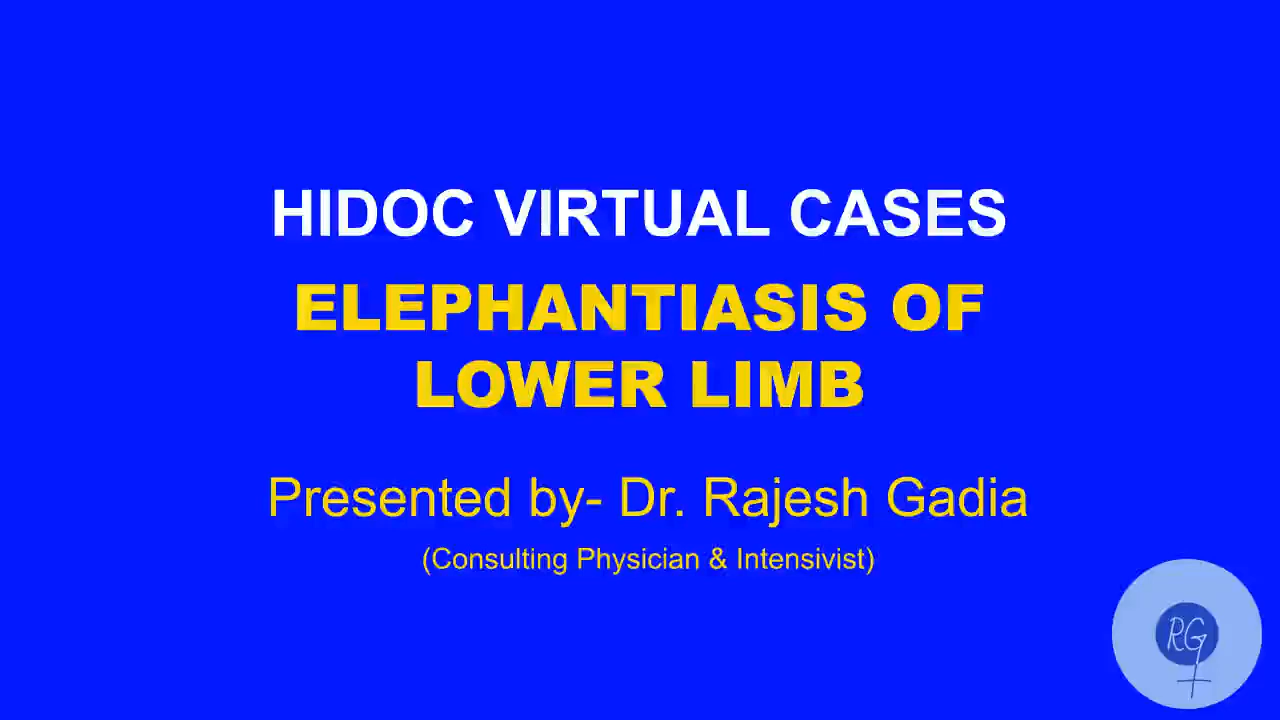 HIDOC VIRTUAL CASES
ELEPHANTIASIS OF
LOWER LIMB
Presented by- Dr. Rajesh Gadia
(Consulting Physician & Intensivist)
RG